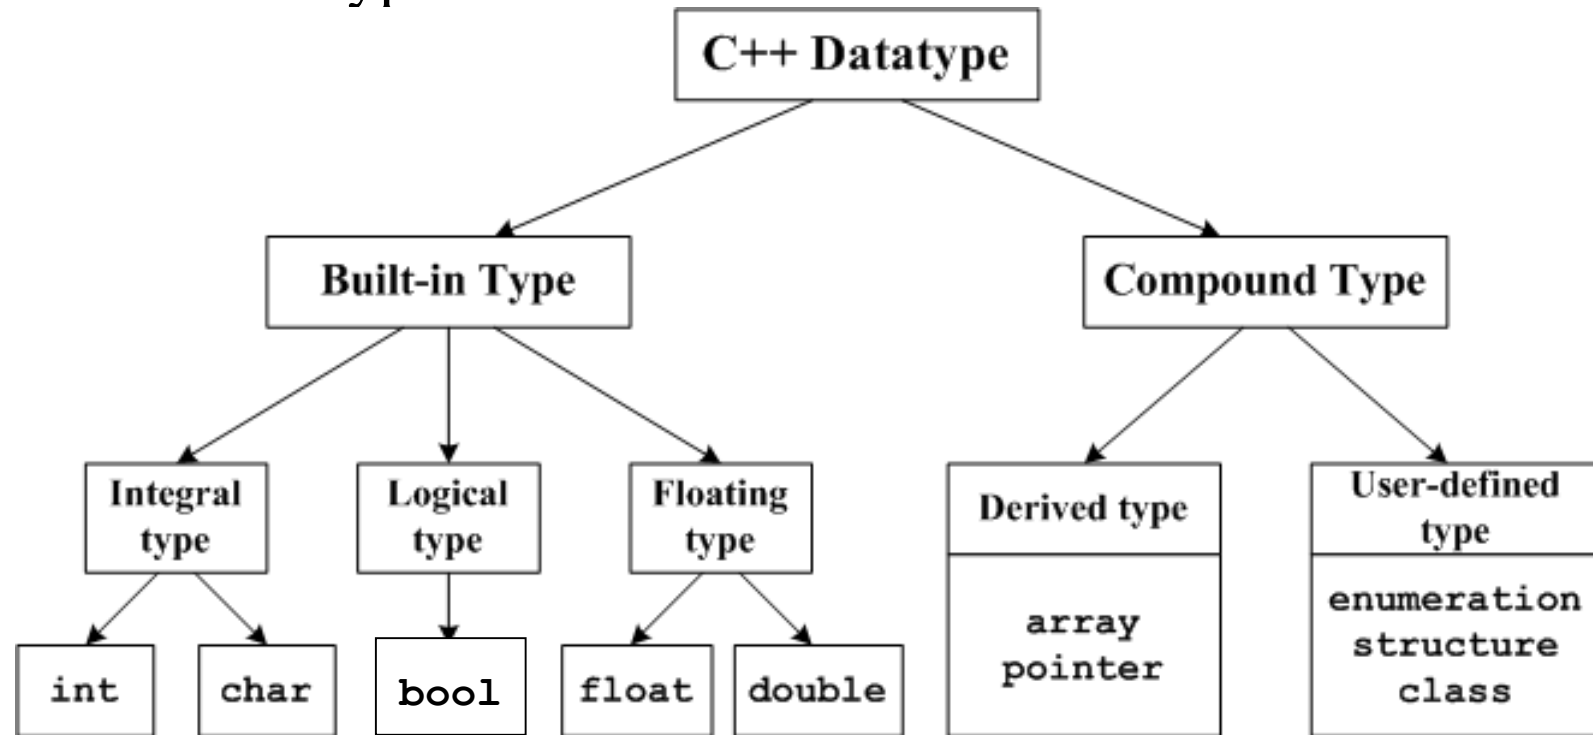 C++ Datatype
Built-in Type
Compound Type
Integral
type
Logical
type
Floating
type
Derived type
User-defined
type
int
char
bool
float
double
array
pointer
enumeration
structure
class